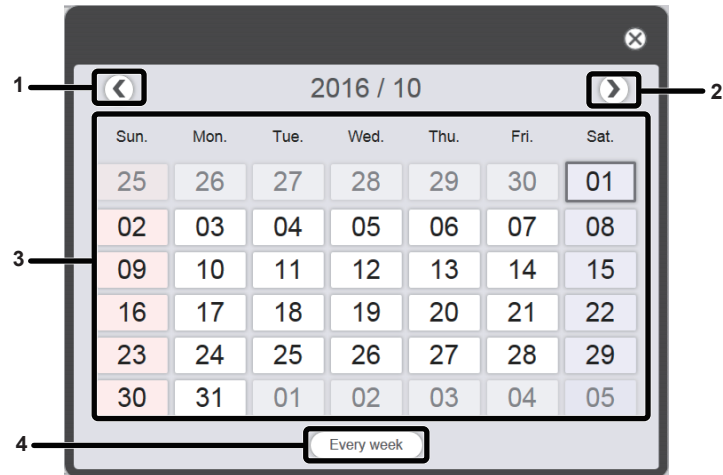 1
2016 / 10
2
Sun. Mon. Tue. Wed. Thu. Fri. Sat.
25 26 27 28 29 30 01
02 03 04 05 06 07 08
3
09 10 11 12 13 14 15
16 17 18 19 20 21 22
23 24 25 26 27 28 29
30 31 01 02 03 04 05
4
Every week